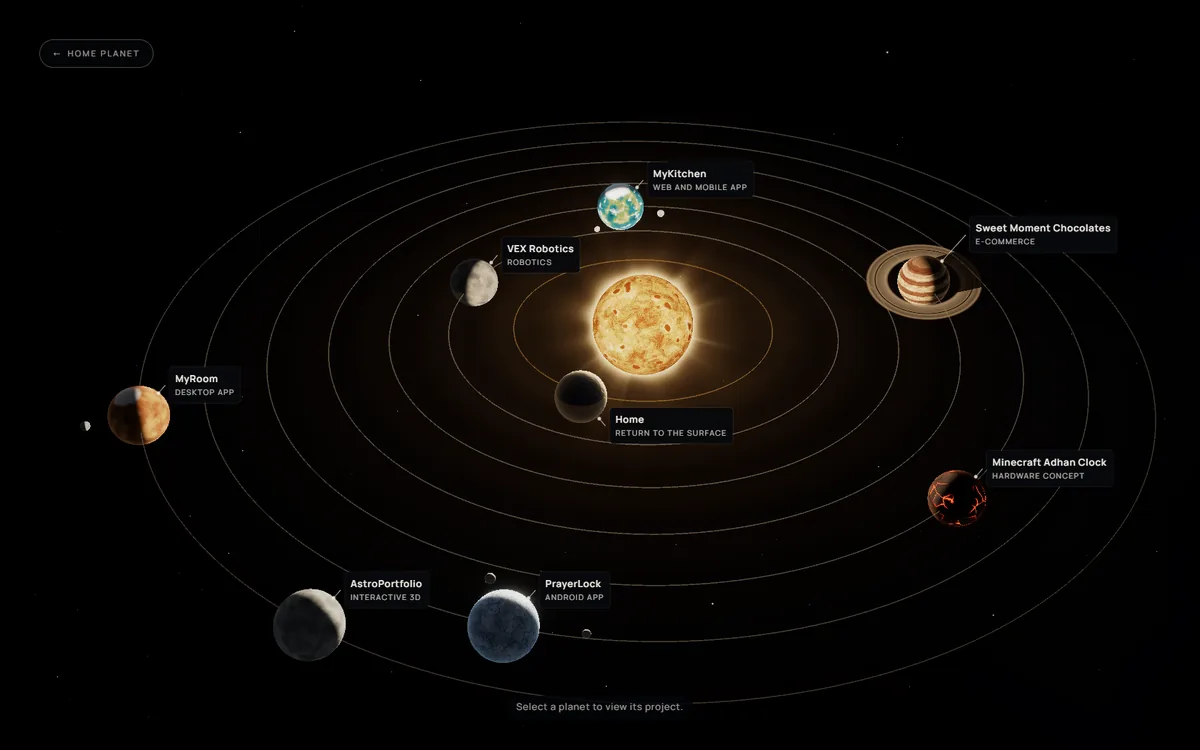 ← HOME PLANET
MyKitchen
WEB AND MOBILE APP
Sweet Moment Chocolates
E-COMMERCE
VEX Robotics
ROBOTICS
MyRoom
DESKTOP APP
Home
RETURN TO THE SURFACE
Minecraft Adhan Clock
HARDWARE CONCEPT
AstroPortfolio
INTERACTIVE 3D
PrayerLock
ANDROID APP
Select a planet to view its project.